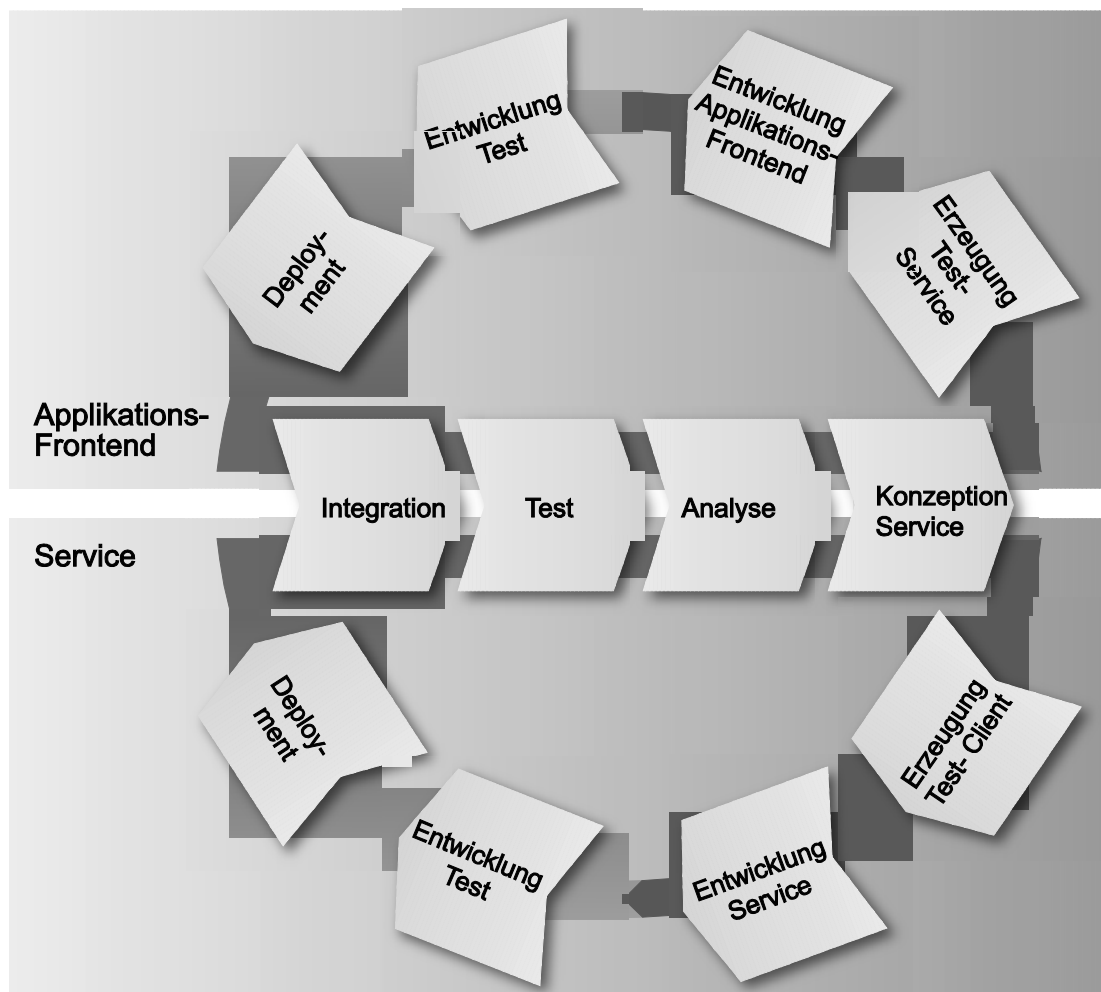 Entwicklung
Test
Entwicklung
Applikations-
Frontend
Deploy-
ment
Erzeugung
Test-
Service
Applikations-
Frontend
Integration
Test
Analyse
Konzeption
Service
Service
Deploy-
ment
Erzeugung
Test- Client
Entwicklung
Test
Entwicklung
Service